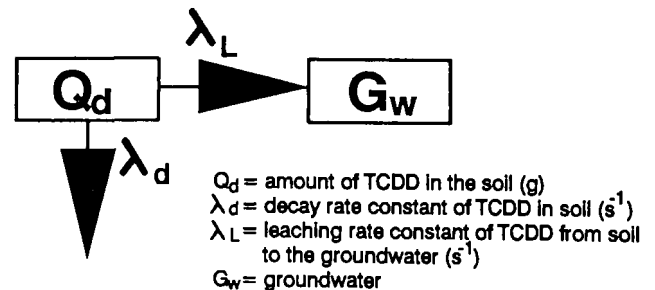 λL
Qd
Gw
λd
Qd = amount of TCDD in the soil (g)
λd = decay rate constant of TCDD in soil (s⁻¹)
λL = leaching rate constant of TCDD from soil
to the groundwater (s⁻¹)
Gw = groundwater